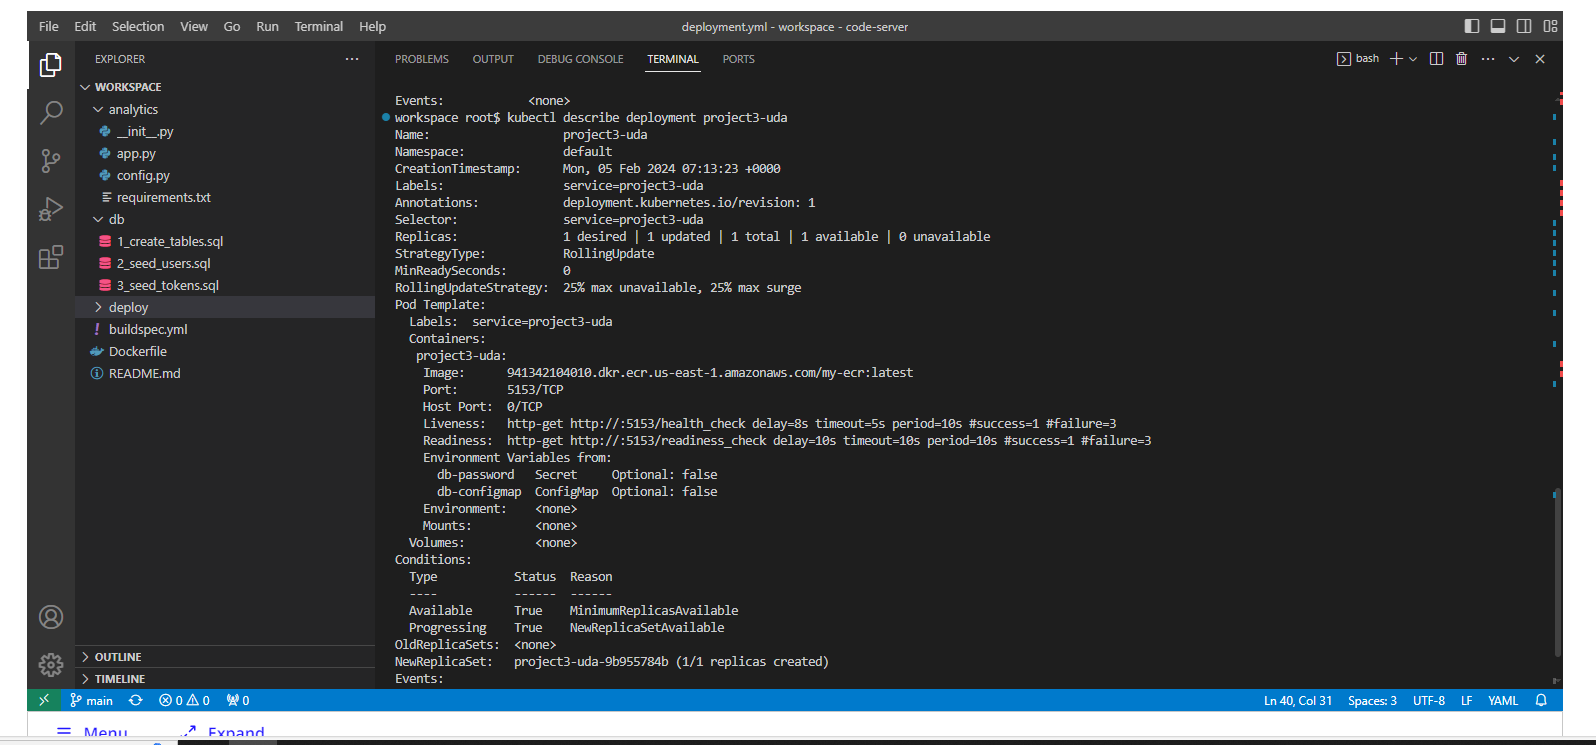 File Edit Selection View Go Run Terminal Help
deployment.yml - workspace - code-server
EXPLORER
WORKSPACE
analytics
__init__.py
app.py
config.py
requirements.txt
db
1_create_tables.sql
2_seed_users.sql
3_seed_tokens.sql
deploy
buildspec.yml
Dockerfile
README.md
OUTLINE
TIMELINE
PROBLEMS OUTPUT DEBUG CONSOLE TERMINAL PORTS
bash
Events: <none>
workspace root$ kubectl describe deployment project3-uda
Name: project3-uda
Namespace: default
CreationTimestamp: Mon, 05 Feb 2024 07:13:23 +0000
Labels: service=project3-uda
Annotations: deployment.kubernetes.io/revision: 1
Selector: service=project3-uda
Replicas: 1 desired | 1 updated | 1 total | 1 available | 0 unavailable
StrategyType: RollingUpdate
MinReadySeconds: 0
RollingUpdateStrategy: 25% max unavailable, 25% max surge
Pod Template:
Labels: service=project3-uda
Containers:
project3-uda:
Image: 941342104010.dkr.ecr.us-east-1.amazonaws.com/my-ecr:latest
Port: 5153/TCP
Host Port: 0/TCP
Liveness: http-get http://:5153/health_check delay=8s timeout=5s period=10s #success=1 #failure=3
Readiness: http-get http://:5153/readiness_check delay=10s timeout=10s period=10s #success=1 #failure=3
Environment Variables from:
db-password Secret Optional: false
db-configmap ConfigMap Optional: false
Environment: <none>
Mounts: <none>
Volumes: <none>
Conditions:
Type Status Reason
---- ------ ------
Available True MinimumReplicasAvailable
Progressing True NewReplicaSetAvailable
OldReplicaSets: <none>
NewReplicaSet: project3-uda-9b955784b (1/1 replicas created)
Events:
main 0 0 0
Ln 40, Col 31 Spaces: 3 UTF-8 LF YAML
Menu Expand